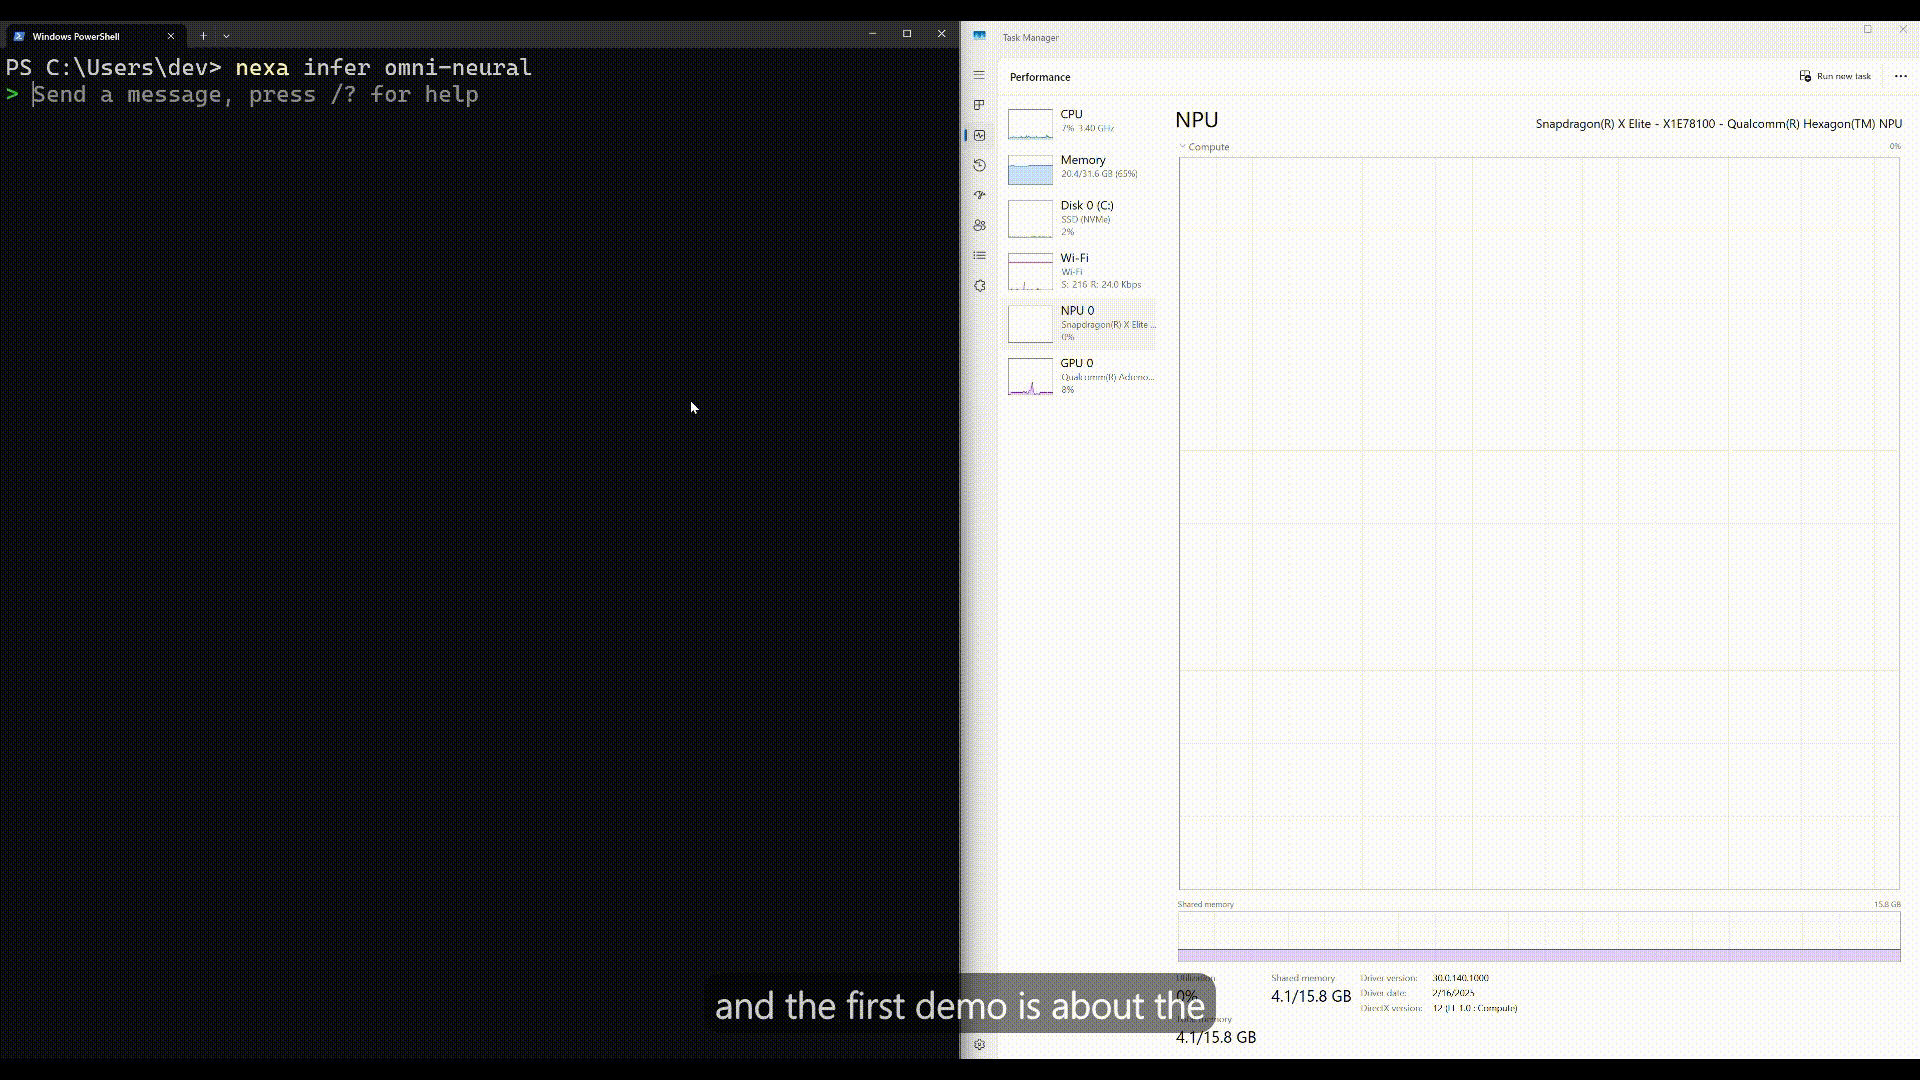 Windows PowerShell
PS C:\Users\dev> nexa infer omni-neural
> Send a message, press /? for help
Task Manager
Performance
Run new task
CPU
7% 3.40 GHz
Memory
20.4/31.6 GB (65%)
Disk 0 (C:)
SSD (NVMe)
2%
Wi-Fi
Wi-Fi
S: 216 R: 24.0 Kbps
NPU 0
Snapdragon(R) X Elite ...
0%
GPU 0
Qualcomm(R) Adreno...
8%
NPU
Snapdragon(R) X Elite - X1E78100 - Qualcomm(R) Hexagon(TM) NPU
Compute
0%
Shared memory
15.8 GB
Utilization
0%
Shared memory
4.1/15.8 GB
Driver version: 30.0.140.1000
Driver date: 2/16/2025
DirectX version: 12 (FL 1.0 : Compute)
memory
4.1/15.8 GB
and the first demo is about the